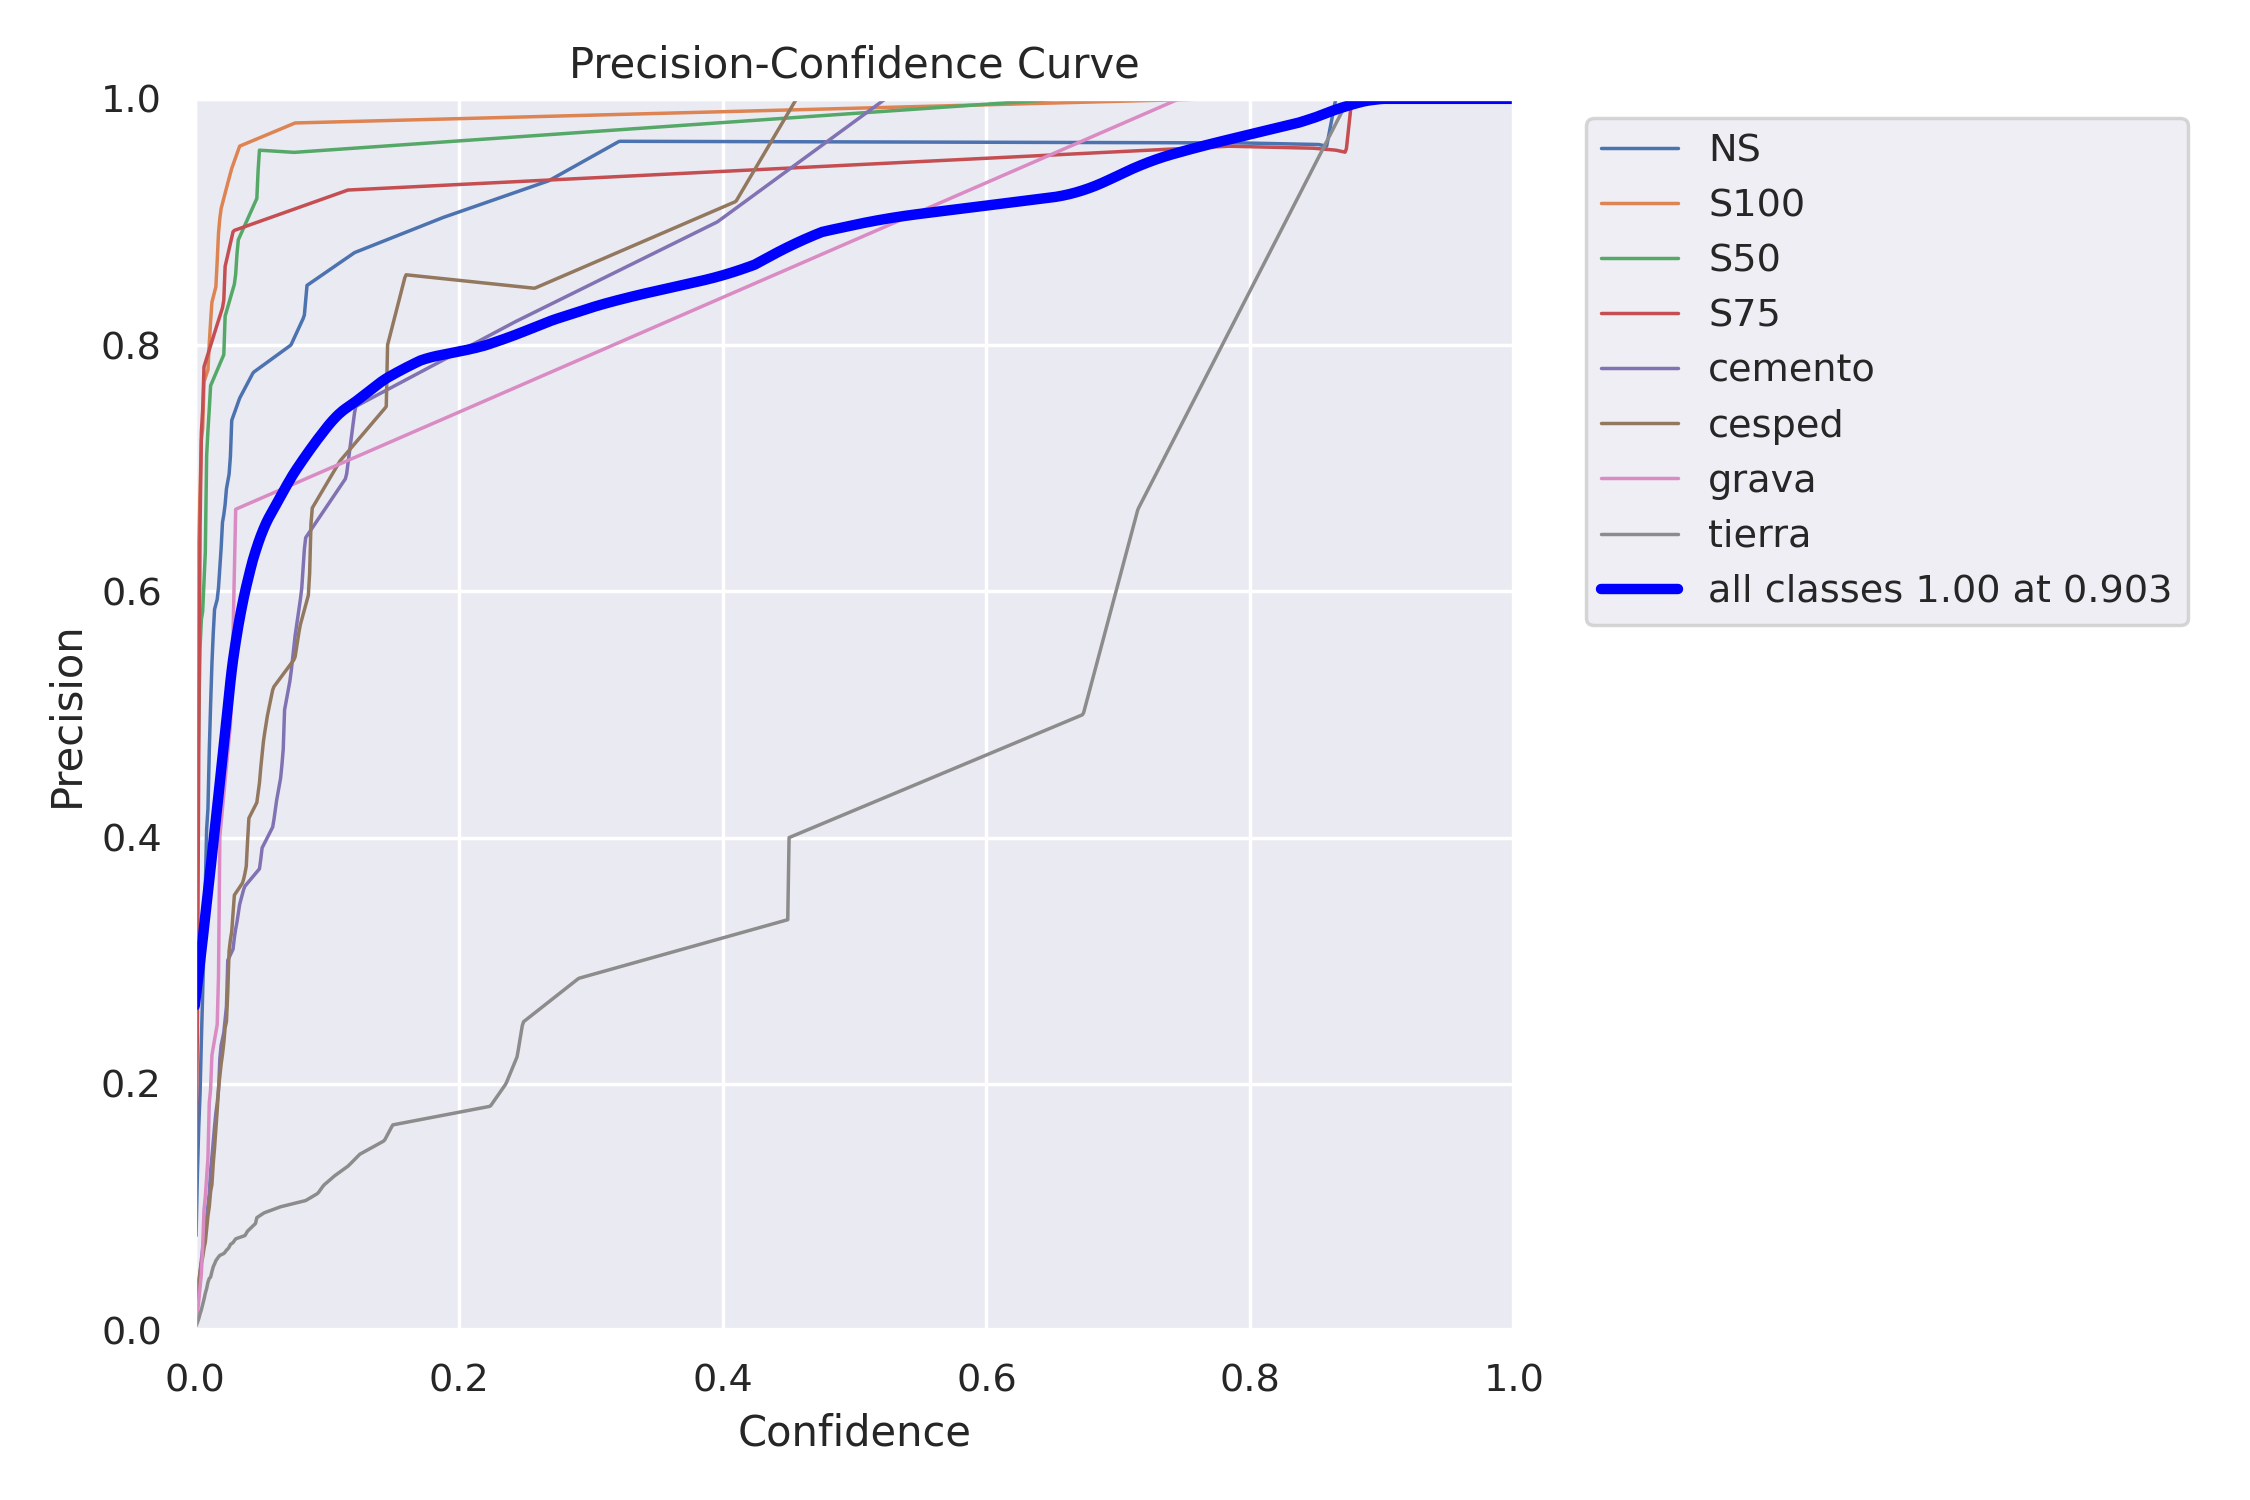 Precision-Confidence Curve
1.0
0.8
0.6
0.4
0.2
0.0
Precision
0.0 0.2 0.4 0.6 0.8 1.0
Confidence
NS
S100
S50
S75
cemento
cesped
grava
tierra
all classes 1.00 at 0.903